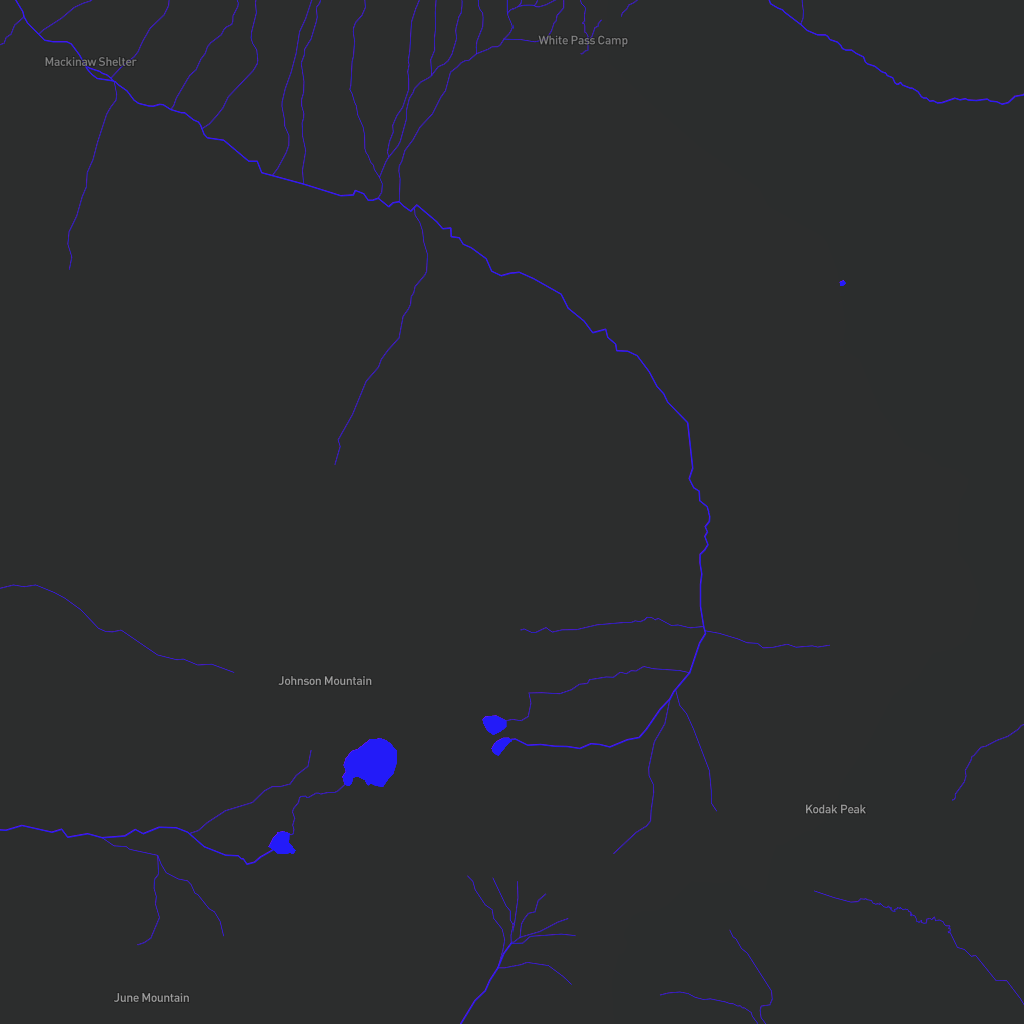 White Pass Camp
Mackinaw Shelter
Johnson Mountain
Kodak Peak
June Mountain